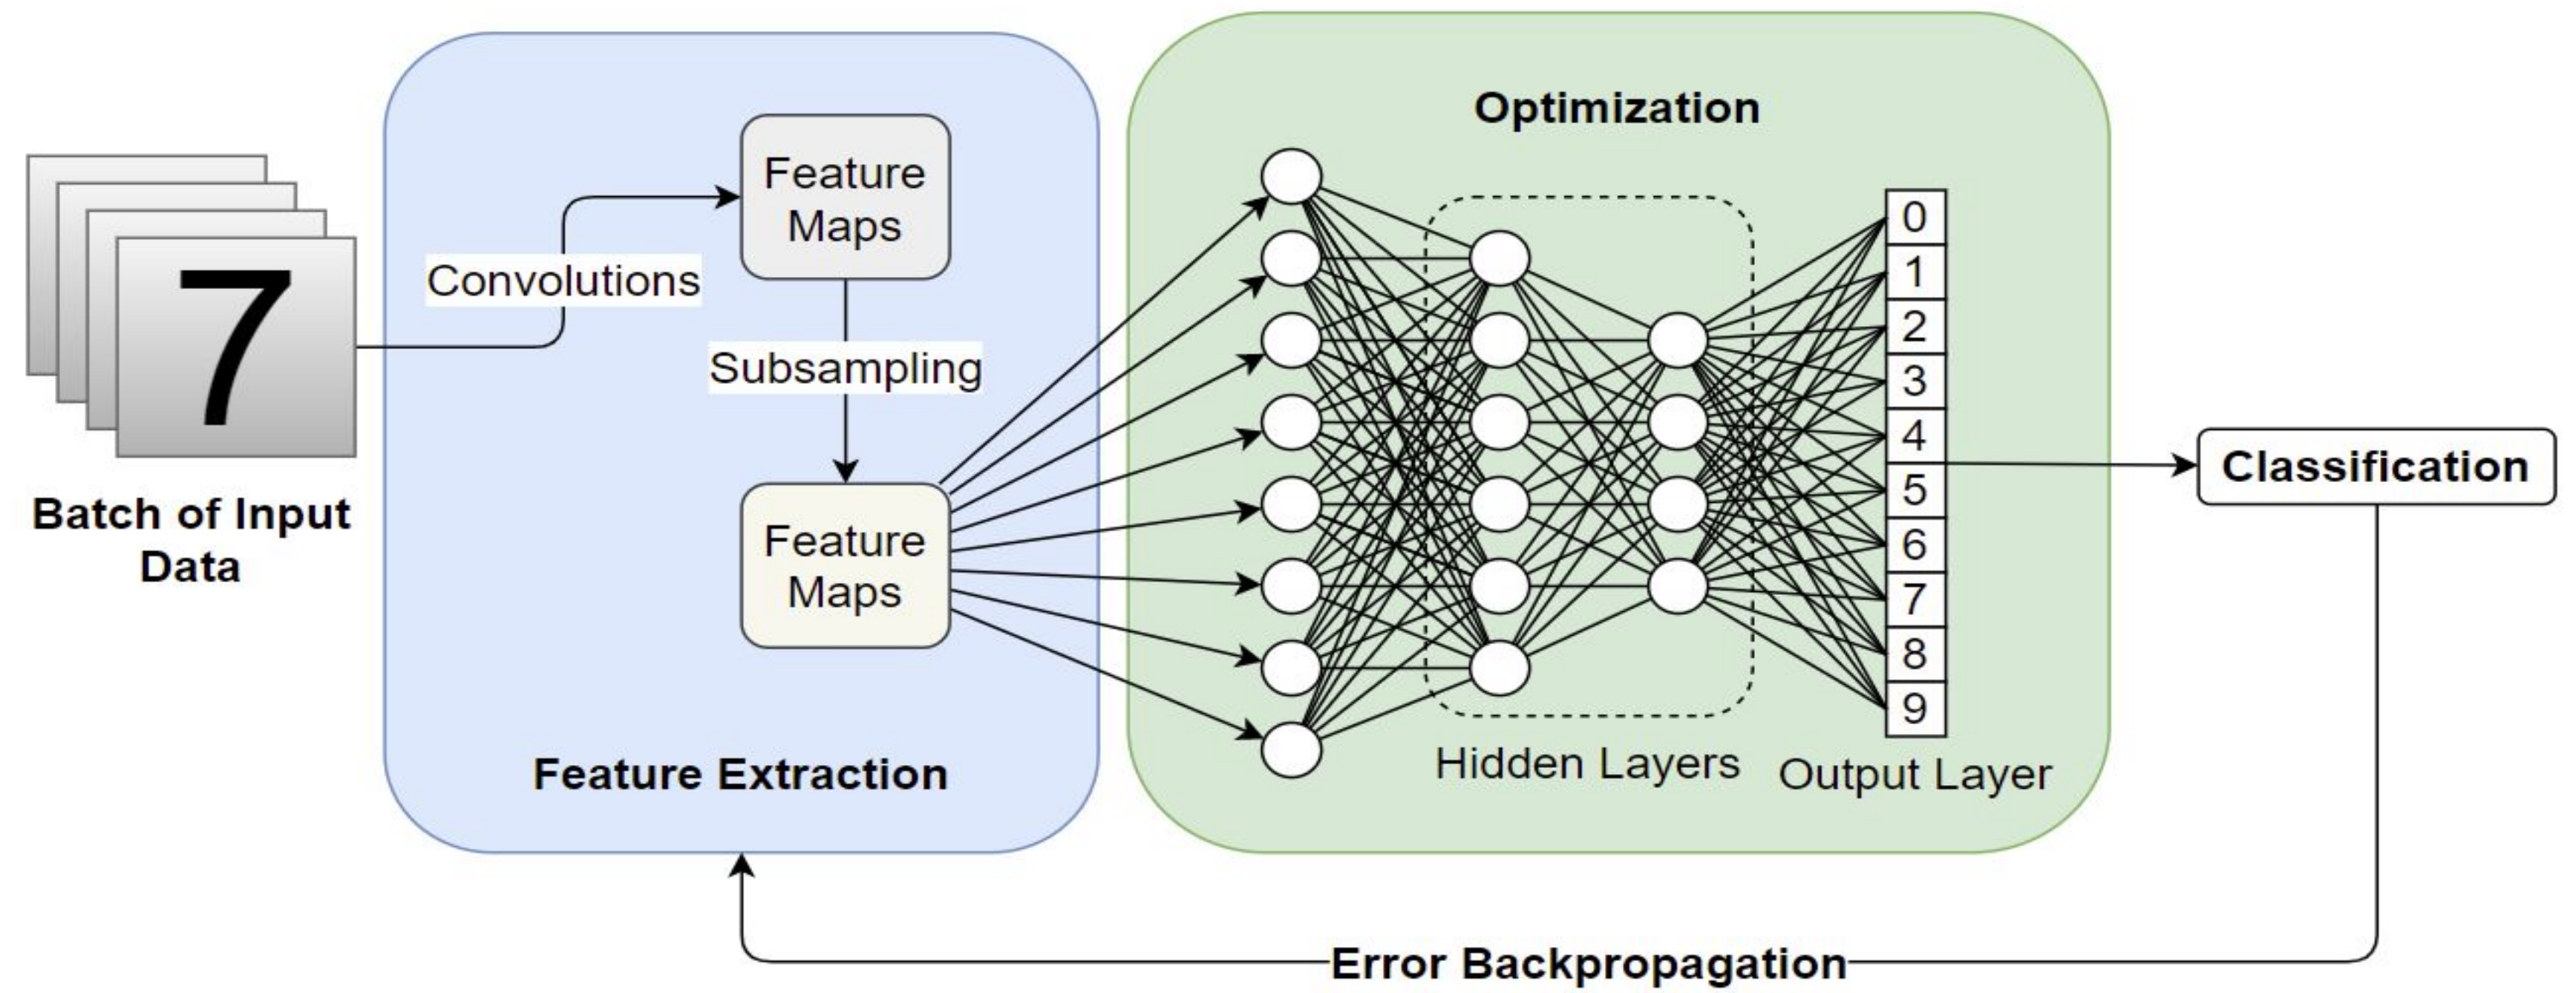 7
Batch of Input
Data
Convolutions
Feature
Maps
Subsampling
Feature
Maps
Feature Extraction
Optimization
Hidden Layers
0
1
2
3
4
5
6
7
8
9
Output Layer
Classification
Error Backpropagation